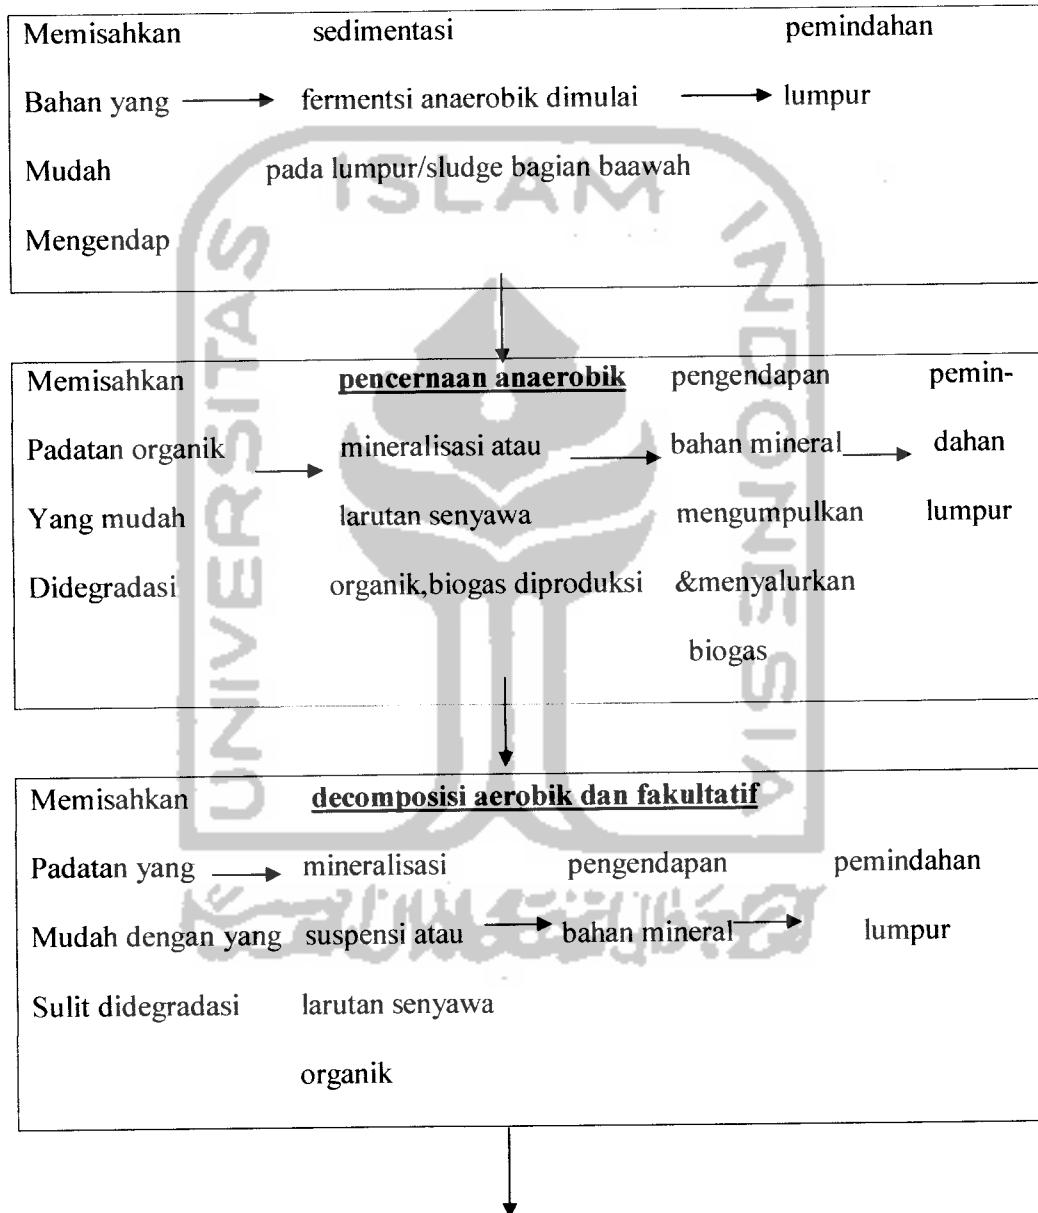 Memisahkan sedimentasi pemindahan
Bahan yang fermentsi anaerobik dimulai lumpur
Mudah pada lumpur/sludge bagian baawah
Mengendap
Memisahkan pencernaan anaerobik pengendapan pemin-
Padatan organik mineralisasi atau bahan mineral dahan
Yang mudah larutan senyawa mengumpulkan lumpur
Didegradasi organik,biogas diproduksi &menyalurkan
biogas
Memisahkan decomposisi aerobik dan fakultatif
Padatan yang mineralisasi pengendapan pemindahan
Mudah dengan yang suspensi atau bahan mineral lumpur
Sulit didegradasi larutan senyawa
organik
UNIVERSITAS
ISLAM
INDONESIA